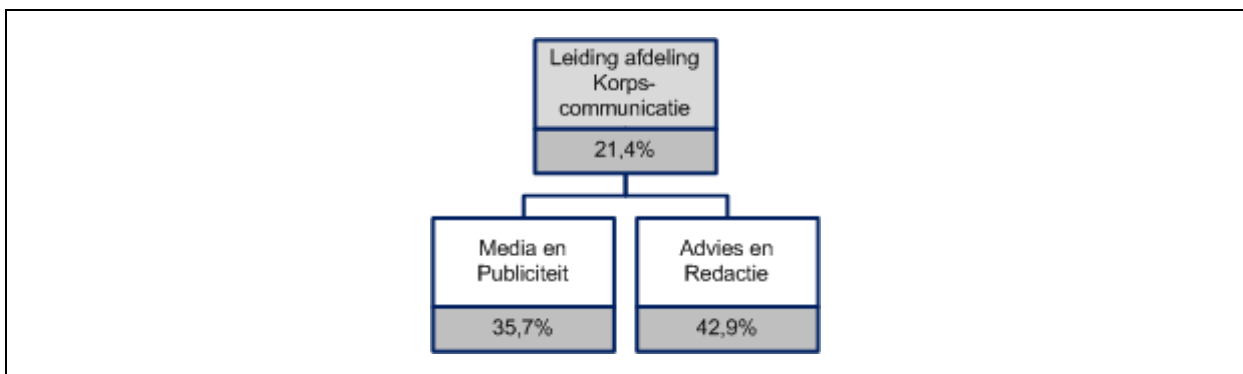 Leiding afdeling
Korps-
communicatie
21,4%
Media en
Publiciteit
35,7%
Advies en
Redactie
42,9%